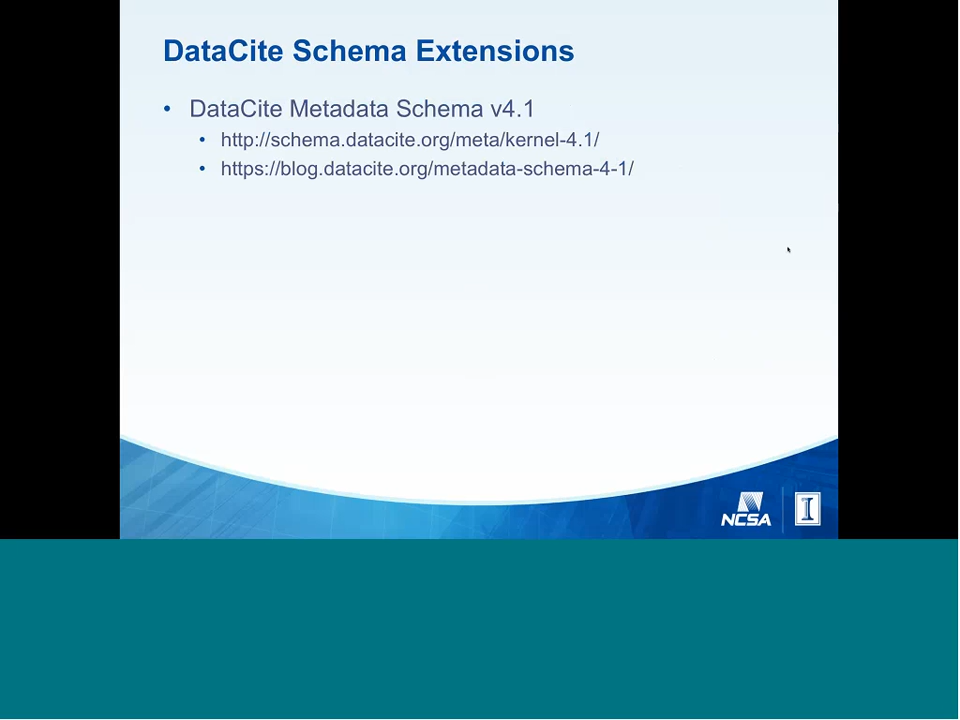 DataCite Schema Extensions
• DataCite Metadata Schema v4.1
• http://schema.datacite.org/meta/kernel-4.1/
• https://blog.datacite.org/metadata-schema-4-1/
NCSA
I